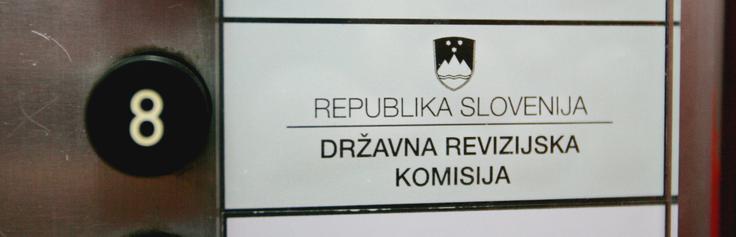 8
REPUBLIKA SLOVENIJA
DRŽAVNA REVIZIJSKA
KOMISIJA